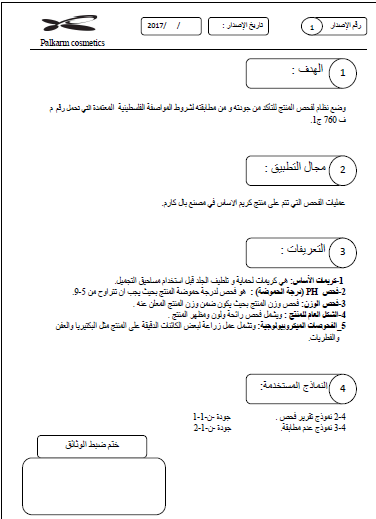 رقم الإصدار 1
تاريخ الإصدار: / / 2017
Palkarm cosmetics
1 الهدف :
وضع نظام لفحص المنتج للتأكد من جودته و من مطابقته لشروط المواصفة الفلسطينية المعتمدة التي تحمل رقم م
ف 760 ج1.
2 مجال التطبيق :
عمليات الفحص التي تتم على منتج كريم الاساس في مصنع بال كارم.
3 التعريفات :
1-كريمات الأساس: هي كريمات لحماية و تلطيف الجلد قبل استخدام مساحيق التجميل.
2-فحص PH (درجة الحموضة) : هو فحص لدرجة حموضة المنتج بحيث يجب ان تتراوح من 5-9.
3-فحص الوزن: فحص وزن المنتج بحيث يكون ضمن وزن المنتج المعلن عنه .
4-الشكل العام للمنتج : ويشمل فحص رائحة ولون ومظهر المنتج .
5_الفحوصات الميكروبيولوجية: وتشمل عمل زراعة لبعض الكائنات الدقيقة على المنتج مثل البكتيريا والعفن
والفطريات.
4 النماذج المستخدمة:
4-2 نموذج تقرير فحص . جودة -ن-1-1
4-3 نموذج عدم مطابقة. جودة -ن-1-2
ختم ضبط الوثائق